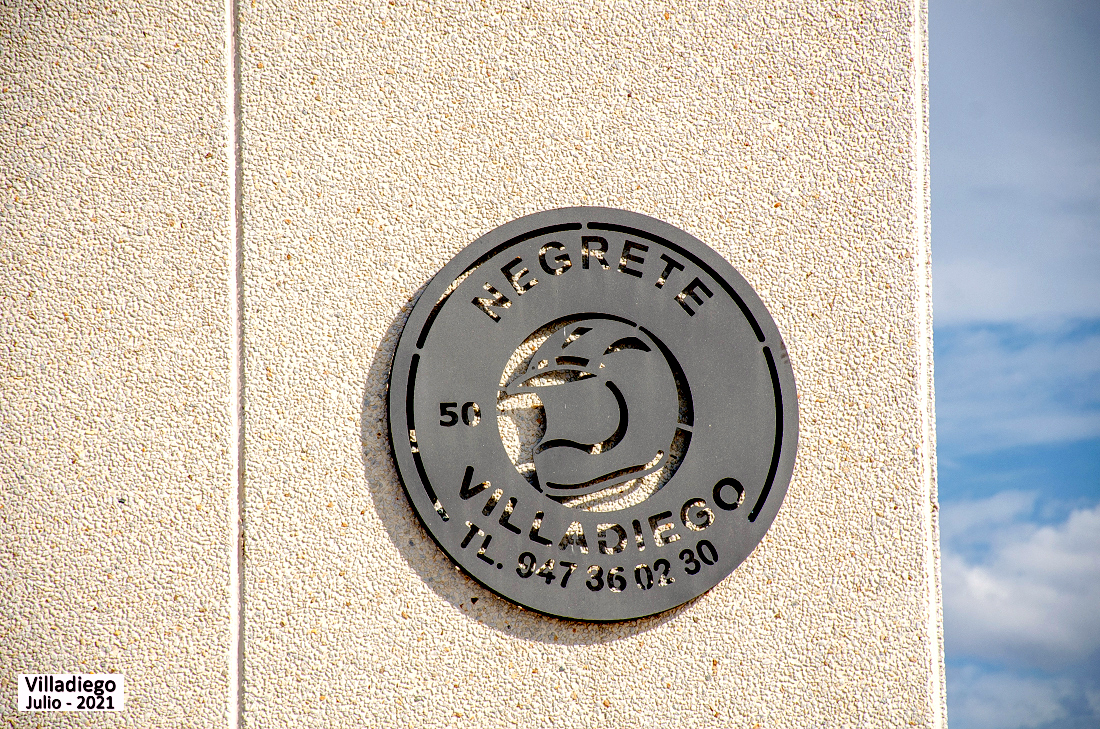 NEGRETE
50
VILLADIEGO
TL. 947 36 02 30
Villadiego
Julio - 2021